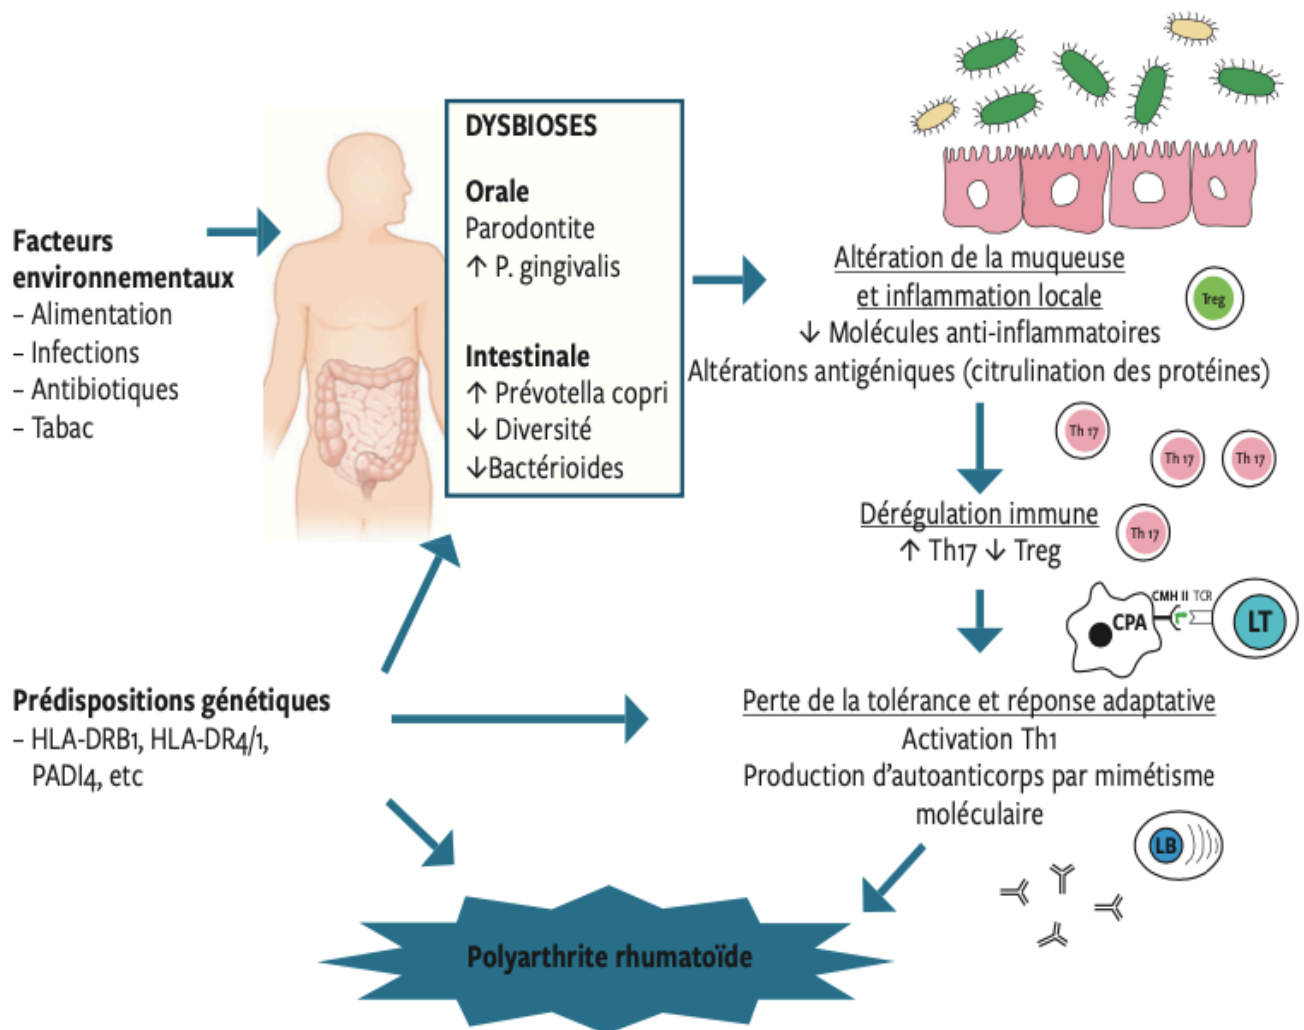 Facteurs
environnementaux
– Alimentation
– Infections
– Antibiotiques
– Tabac
DYSBIOSES
Orale
Parodontite
↑ P. gingivalis
Intestinale
↑ Prévotella copri
↓ Diversité
↓Bactérioides
Altération de la muqueuse
et inflammation locale
↓ Molécules anti-inflammatoires
Altérations antigéniques (citrulination des protéines)
Treg
Th 17
Th 17
Th 17
Th 17
Dérégulation immune
↑ Th17 ↓ Treg
CMH II TCR
CPA
LT
Prédispositions génétiques
– HLA-DRB1, HLA-DR4/1,
PADI4, etc
Perte de la tolérance et réponse adaptative
Activation Th1
Production d'autoanticorps par mimétisme
moléculaire
LB
Polyarthrite rhumatoïde